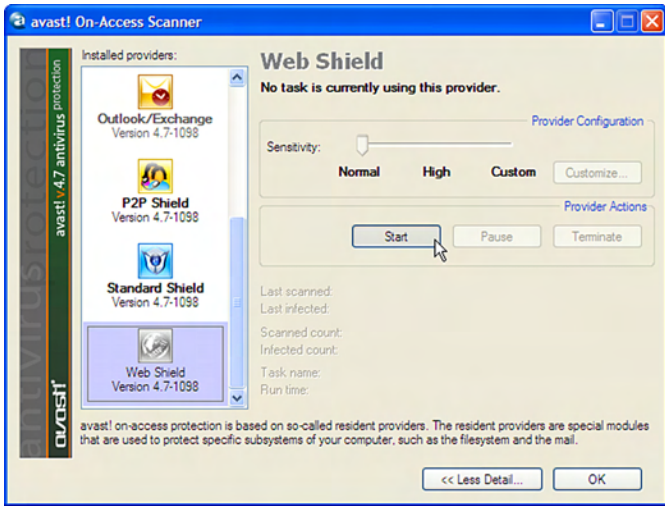 avast! On-Access Scanner
antivirusprotection
avast! v4.7 antivirus protection
avast!
Installed providers:
Outlook/Exchange
Version 4.7-1098
P2P Shield
Version 4.7-1098
Standard Shield
Version 4.7-1098
Web Shield
Version 4.7-1098
Web Shield
No task is currently using this provider.
Provider Configuration
Sensitivity:
Normal High Custom Customize...
Provider Actions
Start Pause Terminate
Last scanned:
Last infected:
Scanned count:
Infected count:
Task name:
Run time:
avast! on-access protection is based on so-called resident providers. The resident providers are special modules
that are used to protect specific subsystems of your computer, such as the filesystem and the mail.
<< Less Detail... OK